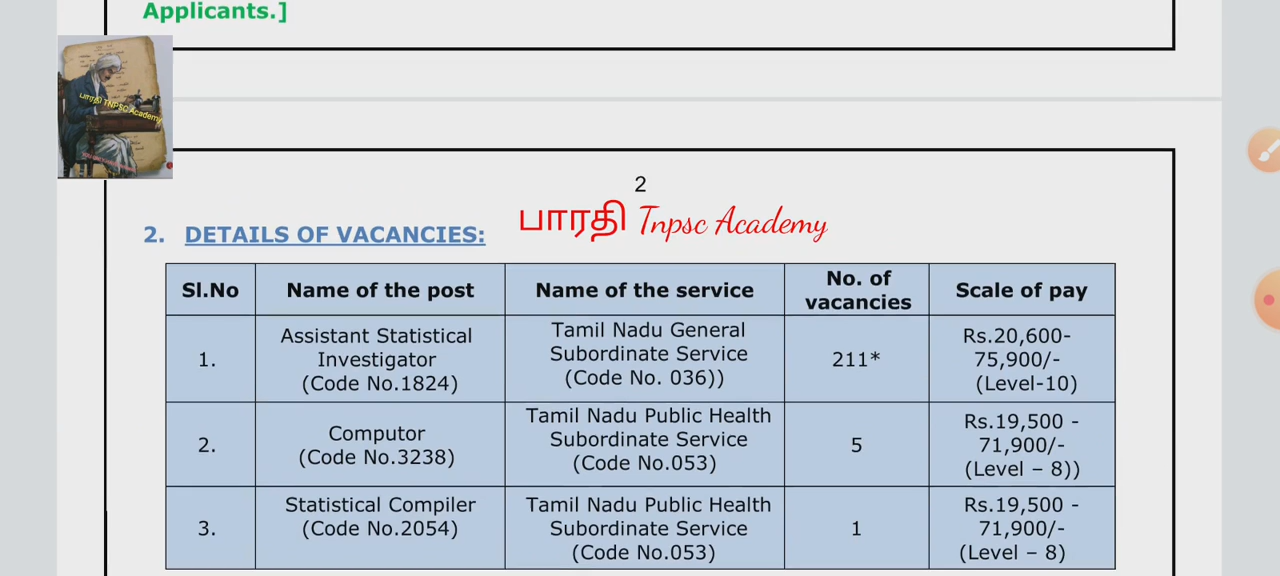 Applicants.]
பாரதி TNPSC Academy
2
பாரதி Tnpsc Academy
2. DETAILS OF VACANCIES:
Sl.No Name of the post Name of the service No. of vacancies Scale of pay
1. Assistant Statistical Investigator (Code No.1824) Tamil Nadu General Subordinate Service (Code No. 036)) 211* Rs.20,600-75,900/- (Level-10)
2. Computor (Code No.3238) Tamil Nadu Public Health Subordinate Service (Code No.053) 5 Rs.19,500 - 71,900/- (Level – 8))
3. Statistical Compiler (Code No.2054) Tamil Nadu Public Health Subordinate Service (Code No.053) 1 Rs.19,500 - 71,900/- (Level – 8)